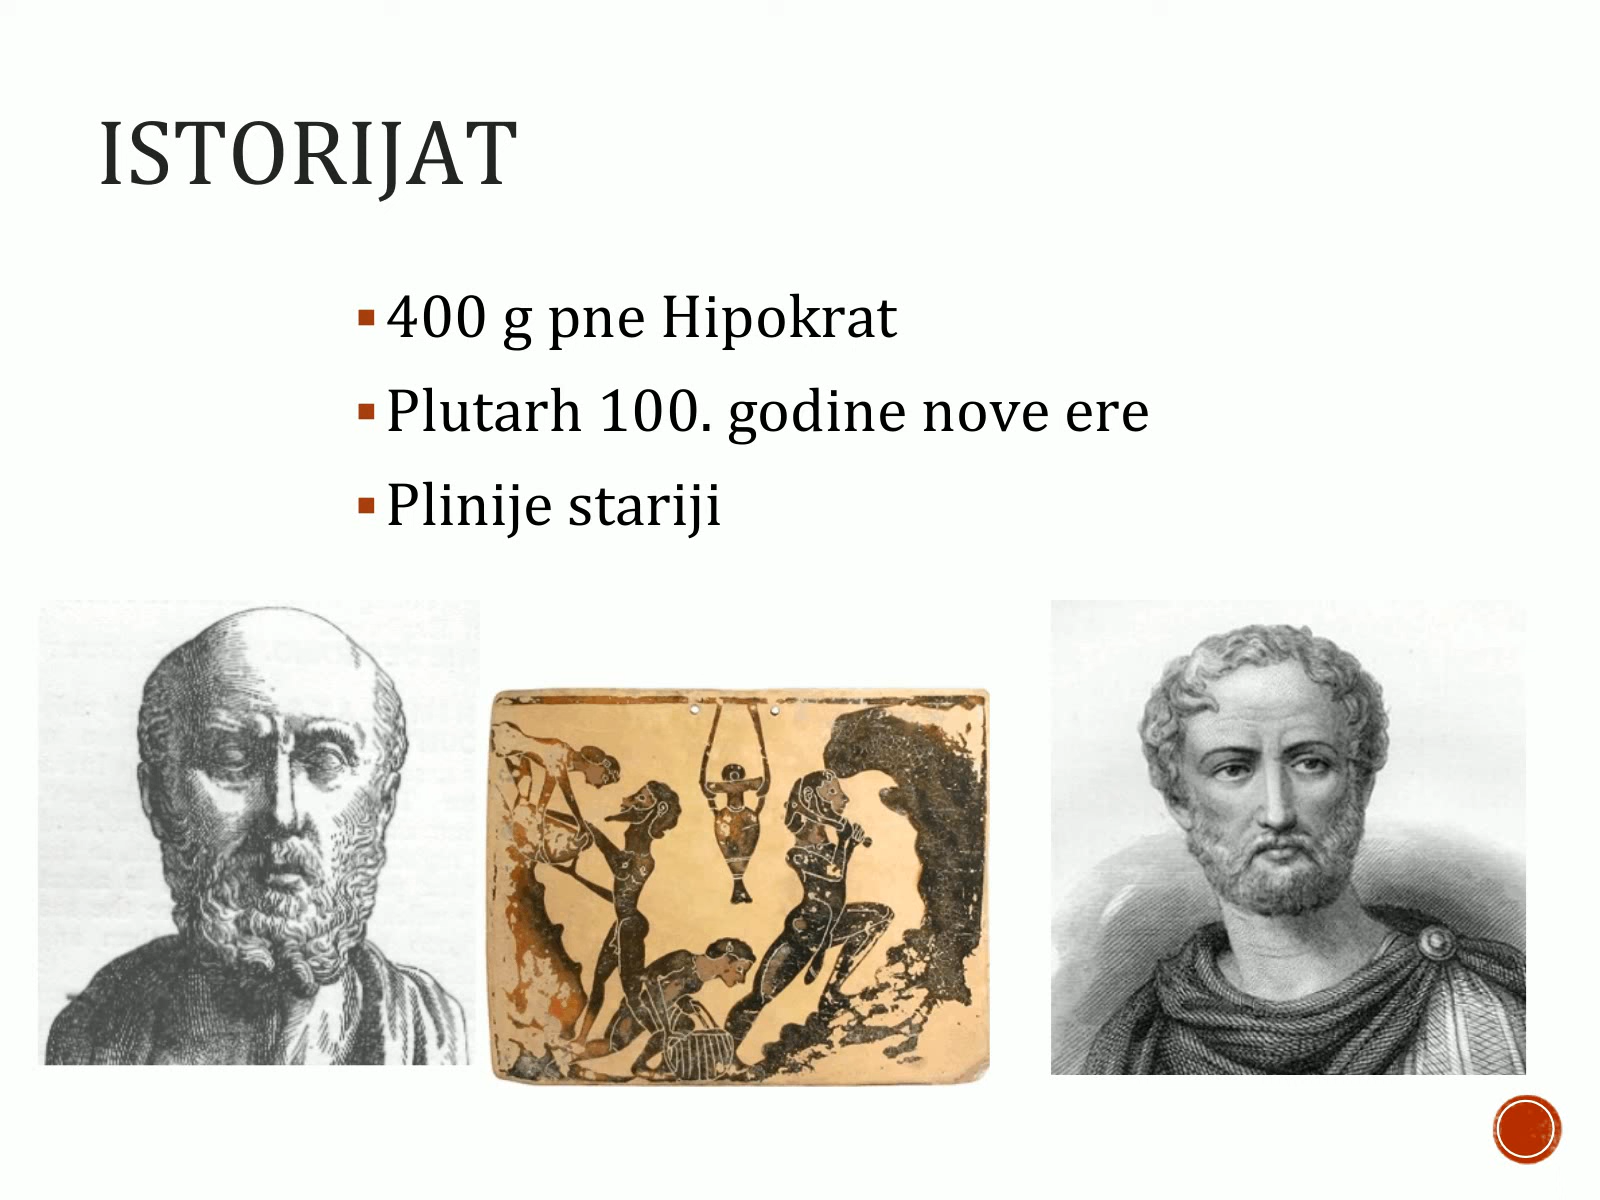 ISTORIJAT
400 g pne Hipokrat
Plutarh 100. godine nove ere
Plinije stariji